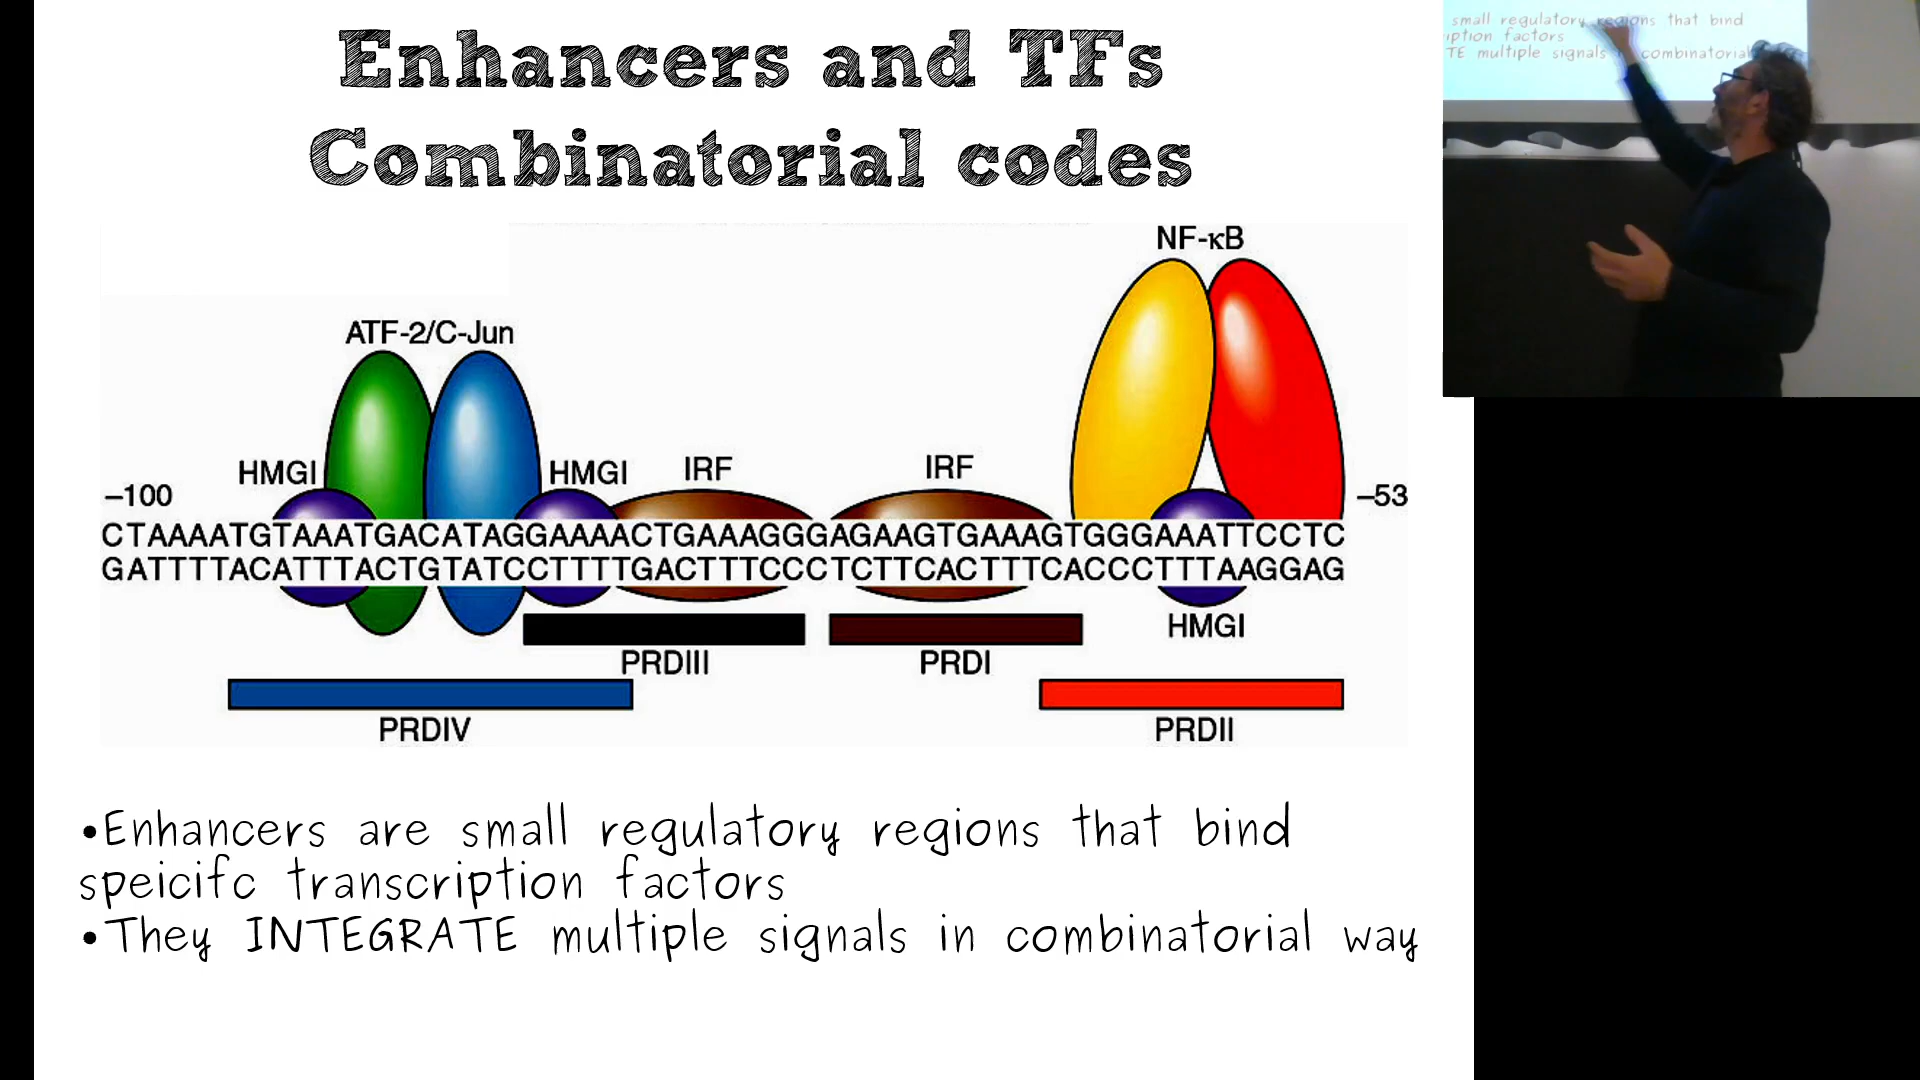 Enhancers and TFs
Combinatorial codes
NF-κB
ATF-2/C-Jun
HMGI
HMGI
IRF
IRF
–100
–53
CTAAAATGTAAATGACATAGGAAAACTGAAAGGGAGAAGTGAAAGTGGGAAATTCCTC
GATTTTACATTTACTGTATCCTTTTGACTTTCCCTCTTCACTTTCACCCTTTAAGGAG
HMGI
PRDIII
PRDI
PRDIV
PRDII
•Enhancers are small regulatory regions that bind
speicifc transcription factors
•They INTEGRATE multiple signals in combinatorial way
small regulatory regions that bind
iption factors
TE multiple signals combinatorial